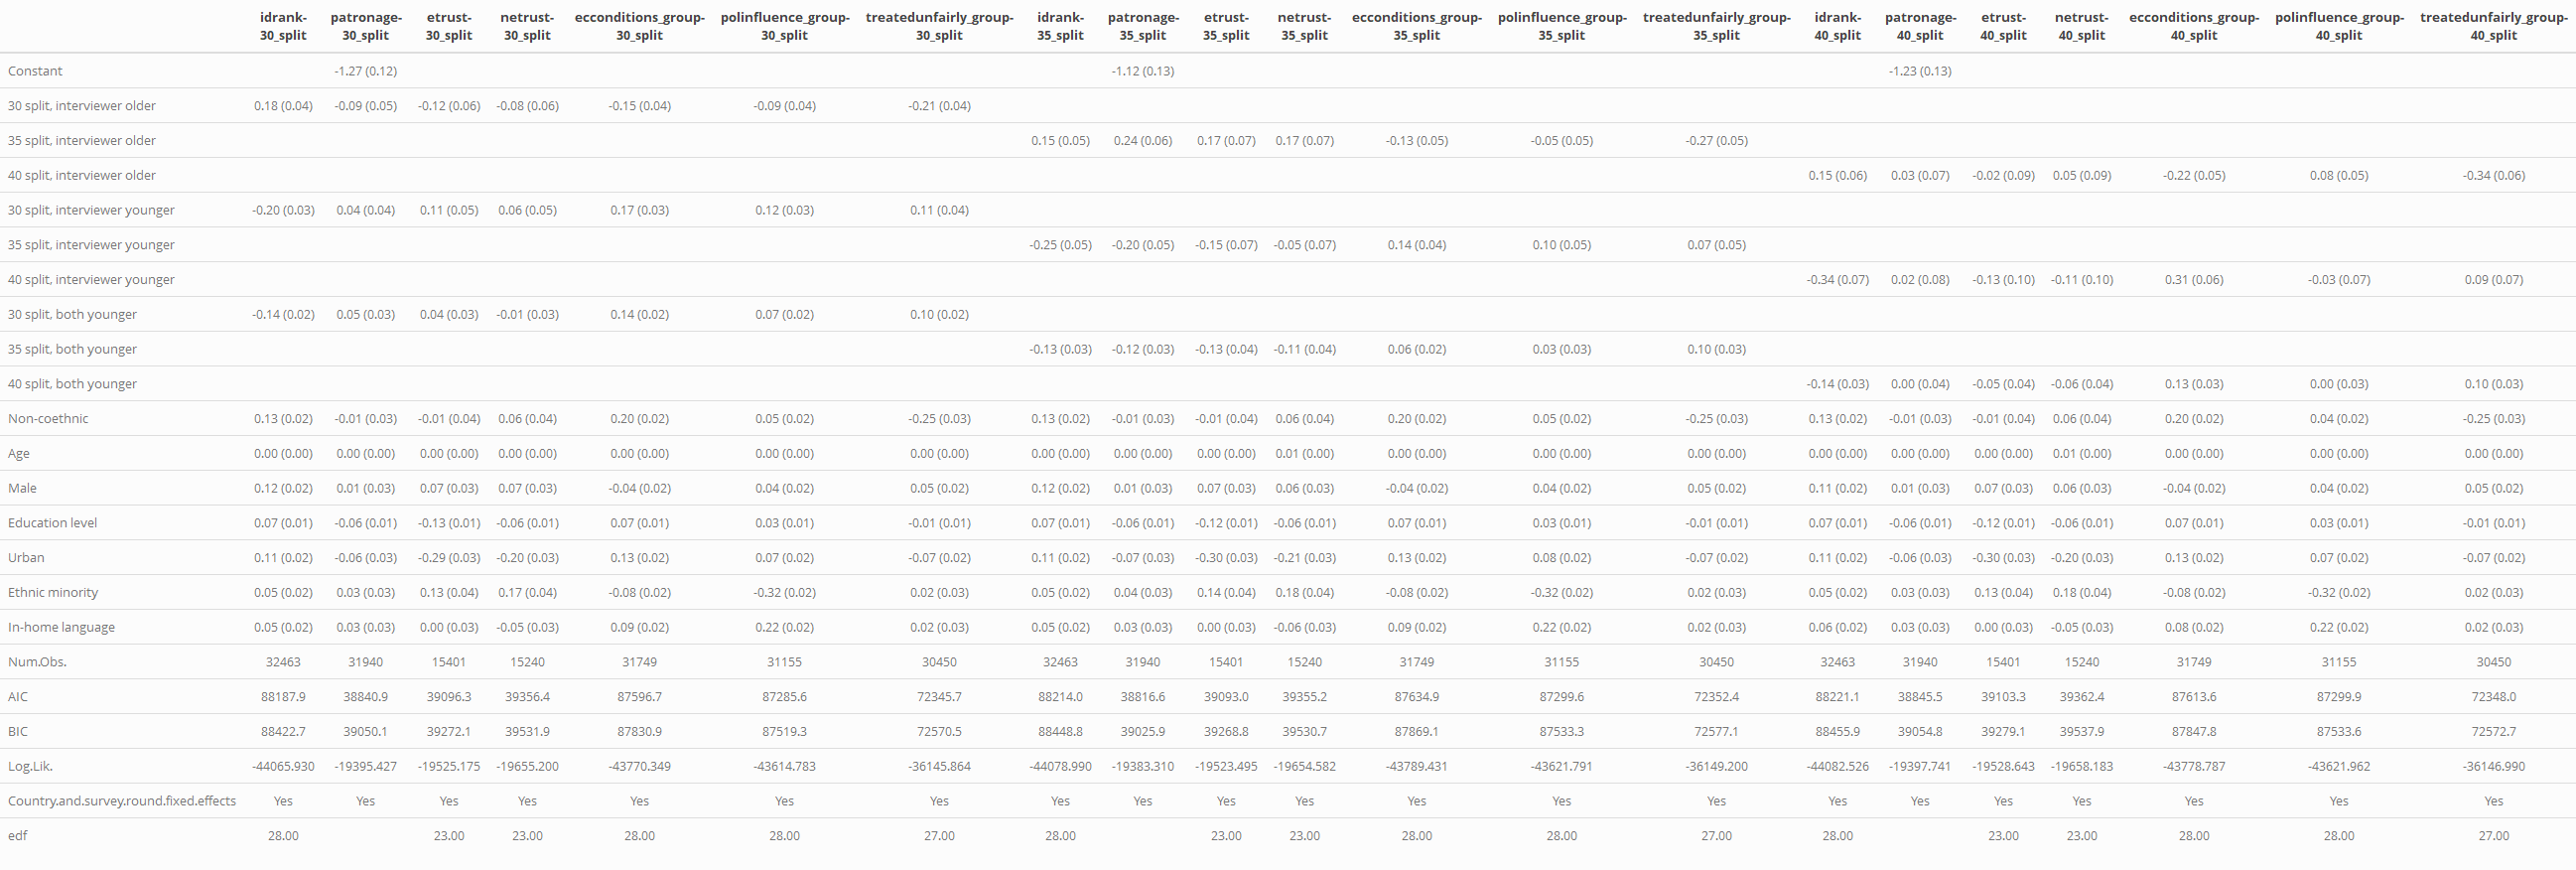 idrank- patronage- etrust- netrust- ecconditions_group- polinfluence_group- treatedunfairly_group- idrank- patronage- etrust- netrust- ecconditions_group- polinfluence_group- treatedunfairly_group- idrank- patronage- etrust- netrust- ecconditions_group- polinfluence_group- treatedunfairly_group-
30_split 30_split 30_split 30_split 30_split 30_split 30_split 35_split 35_split 35_split 35_split 35_split 35_split 35_split 40_split 40_split 40_split 40_split 40_split 40_split 40_split
Constant -1.27 (0.12) -1.12 (0.13) -1.23 (0.13)
30 split, interviewer older 0.18 (0.04) -0.09 (0.05) -0.12 (0.06) -0.08 (0.06) -0.15 (0.04) -0.09 (0.04) -0.21 (0.04)
35 split, interviewer older 0.15 (0.05) 0.24 (0.06) 0.17 (0.07) 0.17 (0.07) -0.13 (0.05) -0.05 (0.05) -0.27 (0.05)
40 split, interviewer older 0.15 (0.06) 0.03 (0.07) -0.02 (0.09) 0.05 (0.09) -0.22 (0.05) 0.08 (0.05) -0.34 (0.06)
30 split, interviewer younger -0.20 (0.03) 0.04 (0.04) 0.11 (0.05) 0.06 (0.05) 0.17 (0.03) 0.12 (0.03) 0.11 (0.04)
35 split, interviewer younger -0.25 (0.05) -0.20 (0.05) -0.15 (0.07) -0.05 (0.07) 0.14 (0.04) 0.10 (0.05) 0.07 (0.05)
40 split, interviewer younger -0.34 (0.07) 0.02 (0.08) -0.13 (0.10) -0.11 (0.10) 0.31 (0.06) -0.03 (0.07) 0.09 (0.07)
30 split, both younger -0.14 (0.02) 0.05 (0.03) 0.04 (0.03) -0.01 (0.03) 0.14 (0.02) 0.07 (0.02) 0.10 (0.02)
35 split, both younger -0.13 (0.03) -0.12 (0.03) -0.13 (0.04) -0.11 (0.04) 0.06 (0.02) 0.03 (0.03) 0.10 (0.03)
40 split, both younger -0.14 (0.03) 0.00 (0.04) -0.05 (0.04) -0.06 (0.04) 0.13 (0.03) 0.00 (0.03) 0.10 (0.03)
Non-coethnic 0.13 (0.02) -0.01 (0.03) -0.01 (0.04) 0.06 (0.04) 0.20 (0.02) 0.05 (0.02) -0.25 (0.03) 0.13 (0.02) -0.01 (0.03) -0.01 (0.04) 0.06 (0.04) 0.20 (0.02) 0.05 (0.02) -0.25 (0.03) 0.13 (0.02) -0.01 (0.03) -0.01 (0.04) 0.06 (0.04) 0.20 (0.02) 0.04 (0.02) -0.25 (0.03)
Age 0.00 (0.00) 0.00 (0.00) 0.00 (0.00) 0.00 (0.00) 0.00 (0.00) 0.00 (0.00) 0.00 (0.00) 0.00 (0.00) 0.00 (0.00) 0.00 (0.00) 0.01 (0.00) 0.00 (0.00) 0.00 (0.00) 0.00 (0.00) 0.00 (0.00) 0.00 (0.00) 0.00 (0.00) 0.01 (0.00) 0.00 (0.00) 0.00 (0.00) 0.00 (0.00)
Male 0.12 (0.02) 0.01 (0.03) 0.07 (0.03) 0.07 (0.03) -0.04 (0.02) 0.04 (0.02) 0.05 (0.02) 0.12 (0.02) 0.01 (0.03) 0.07 (0.03) 0.06 (0.03) -0.04 (0.02) 0.04 (0.02) 0.05 (0.02) 0.11 (0.02) 0.01 (0.03) 0.07 (0.03) 0.06 (0.03) -0.04 (0.02) 0.04 (0.02) 0.05 (0.02)
Education level 0.07 (0.01) -0.06 (0.01) -0.13 (0.01) -0.06 (0.01) 0.07 (0.01) 0.03 (0.01) -0.01 (0.01) 0.07 (0.01) -0.06 (0.01) -0.12 (0.01) -0.06 (0.01) 0.07 (0.01) 0.03 (0.01) -0.01 (0.01) 0.07 (0.01) -0.06 (0.01) -0.12 (0.01) -0.06 (0.01) 0.07 (0.01) 0.03 (0.01) -0.01 (0.01)
Urban 0.11 (0.02) -0.06 (0.03) -0.29 (0.03) -0.20 (0.03) 0.13 (0.02) 0.07 (0.02) -0.07 (0.02) 0.11 (0.02) -0.07 (0.03) -0.30 (0.03) -0.21 (0.03) 0.13 (0.02) 0.08 (0.02) -0.07 (0.02) 0.11 (0.02) -0.06 (0.03) -0.30 (0.03) -0.20 (0.03) 0.13 (0.02) 0.07 (0.02) -0.07 (0.02)
Ethnic minority 0.05 (0.02) 0.03 (0.03) 0.13 (0.04) 0.17 (0.04) -0.08 (0.02) -0.32 (0.02) 0.02 (0.03) 0.05 (0.02) 0.04 (0.03) 0.14 (0.04) 0.18 (0.04) -0.08 (0.02) -0.32 (0.02) 0.02 (0.03) 0.05 (0.02) 0.03 (0.03) 0.13 (0.04) 0.18 (0.04) -0.08 (0.02) -0.32 (0.02) 0.02 (0.03)
In-home language 0.05 (0.02) 0.03 (0.03) 0.00 (0.03) -0.05 (0.03) 0.09 (0.02) 0.22 (0.02) 0.02 (0.03) 0.05 (0.02) 0.03 (0.03) 0.00 (0.03) -0.06 (0.03) 0.09 (0.02) 0.22 (0.02) 0.02 (0.03) 0.06 (0.02) 0.03 (0.03) 0.00 (0.03) -0.05 (0.03) 0.08 (0.02) 0.22 (0.02) 0.02 (0.03)
Num.Obs. 32463 31940 15401 15240 31749 31155 30450 32463 31940 15401 15240 31749 31155 30450 32463 31940 15401 15240 31749 31155 30450
AIC 88187.9 38840.9 39096.3 39356.4 87596.7 87285.6 72345.7 88214.0 38816.6 39093.0 39355.2 87634.9 87299.6 72352.4 88221.1 38845.5 39103.3 39362.4 87613.6 87299.9 72348.0
BIC 88422.7 39050.1 39272.1 39531.9 87830.9 87519.3 72570.5 88448.8 39025.9 39268.8 39530.7 87869.1 87533.3 72577.1 88455.9 39054.8 39279.1 39537.9 87847.8 87533.6 72572.7
Log.Lik. -44065.930 -19395.427 -19525.175 -19655.200 -43770.349 -43614.783 -36145.864 -44078.990 -19383.310 -19523.495 -19654.582 -43789.431 -43621.791 -36149.200 -44082.526 -19397.741 -19528.643 -19658.183 -43778.787 -43621.962 -36146.990
Country.and.survey.round.fixed.effects Yes Yes Yes Yes Yes Yes Yes Yes Yes Yes Yes Yes Yes Yes Yes Yes Yes Yes Yes Yes Yes
edf 28.00 23.00 23.00 28.00 28.00 27.00 28.00 23.00 23.00 28.00 28.00 27.00 28.00 23.00 23.00 28.00 28.00 27.00